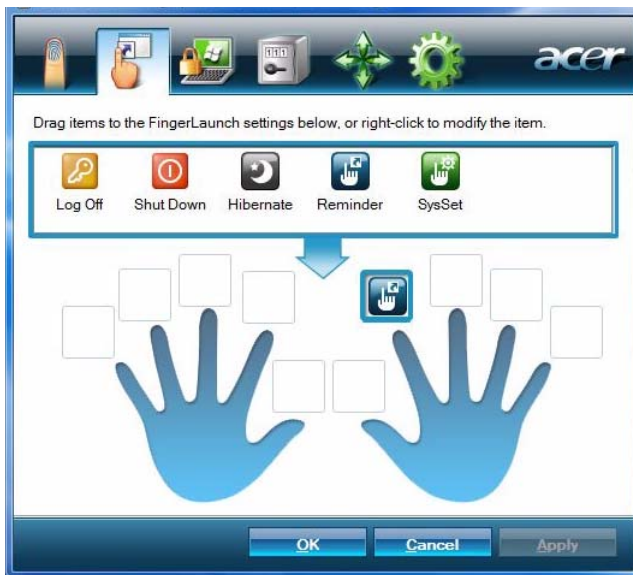 acer
Drag items to the FingerLaunch settings below, or right-click to modify the item.
Log Off Shut Down Hibernate Reminder SysSet
OK Cancel Apply